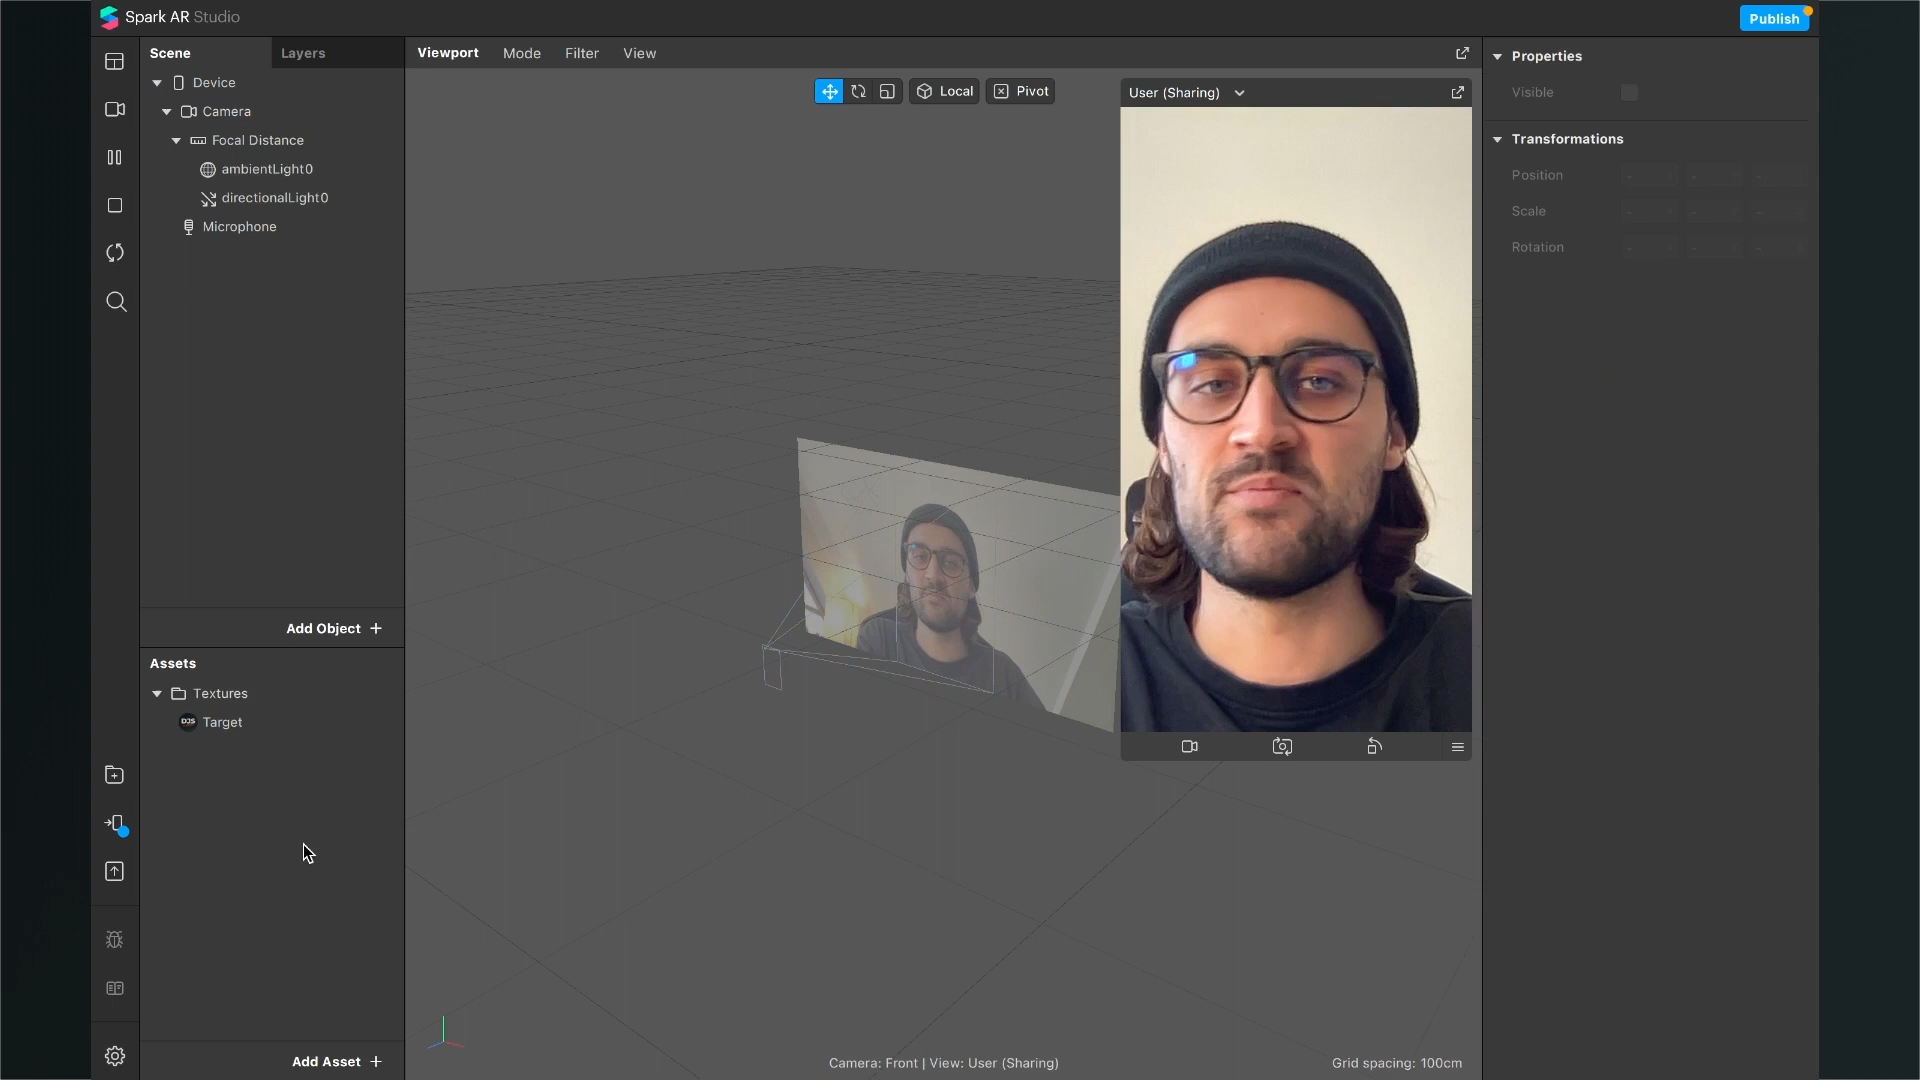 Spark AR Studio
Publish
Scene
Layers
Device
Camera
Focal Distance
ambientLight0
directionalLight0
Microphone
Add Object +
Assets
Textures
DJS
Target
Add Asset +
Viewport
Mode
Filter
View
Local
Pivot
User (Sharing)
Camera: Front | View: User (Sharing)
Grid spacing: 100cm
Properties
Visible
Transformations
Position
Scale
Rotation